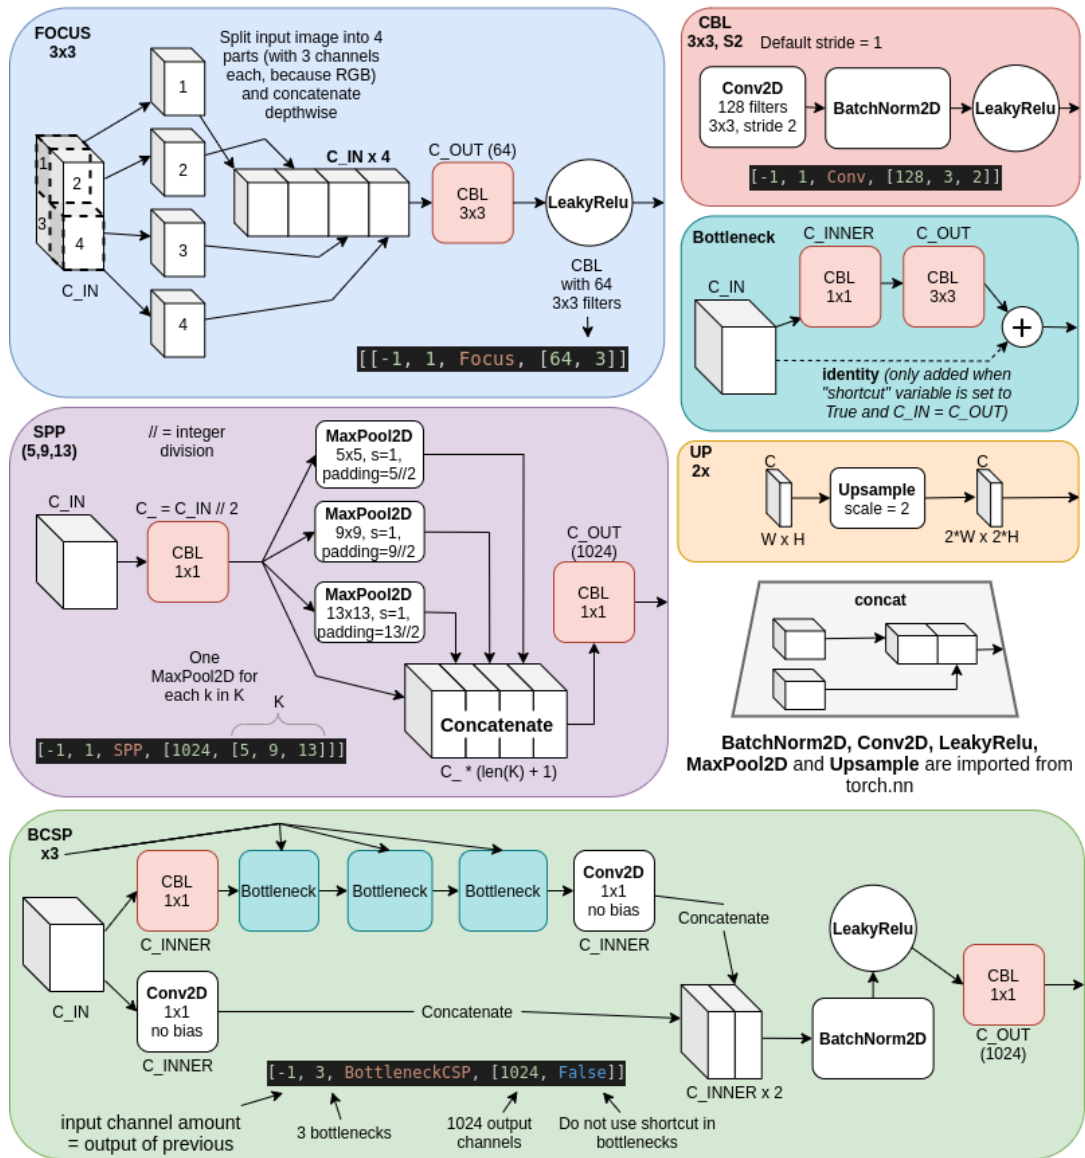 FOCUS
3x3
Split input image into 4
parts (with 3 channels
each, because RGB)
and concatenate
depthwise
1
2
3
4
1
2
3
4
C_IN
C_IN x 4
C_OUT (64)
CBL
3x3
LeakyRelu
CBL
with 64
3x3 filters
[[-1, 1, Focus, [64, 3]]
CBL
3x3, S2
Default stride = 1
Conv2D
128 filters
3x3, stride 2
BatchNorm2D
LeakyRelu
[-1, 1, Conv, [128, 3, 2]]
Bottleneck
C_INNER
C_OUT
C_IN
CBL
1x1
CBL
3x3
+
identity (only added when
"shortcut" variable is set to
True and C_IN = C_OUT)
SPP
(5,9,13)
// = integer
division
C_IN
C_ = C_IN // 2
CBL
1x1
MaxPool2D
5x5, s=1,
padding=5//2
MaxPool2D
9x9, s=1,
padding=9//2
MaxPool2D
13x13, s=1,
padding=13//2
C_OUT
(1024)
CBL
1x1
One
MaxPool2D for
each k in K
K
[-1, 1, SPP, [1024, [5, 9, 13]]]
Concatenate
C_ * (len(K) + 1)
UP
2x
C
W x H
Upsample
scale = 2
C
2*W x 2*H
concat
BatchNorm2D, Conv2D, LeakyRelu,
MaxPool2D and Upsample are imported from
torch.nn
BCSP
x3
C_IN
CBL
1x1
C_INNER
Bottleneck
Bottleneck
Bottleneck
Conv2D
1x1
no bias
C_INNER
Concatenate
Conv2D
1x1
no bias
C_INNER
Concatenate
C_INNER x 2
BatchNorm2D
LeakyRelu
CBL
1x1
C_OUT
(1024)
[-1, 3, BottleneckCSP, [1024, False]]
input channel amount
= output of previous
3 bottlenecks
1024 output
channels
Do not use shortcut in
bottlenecks